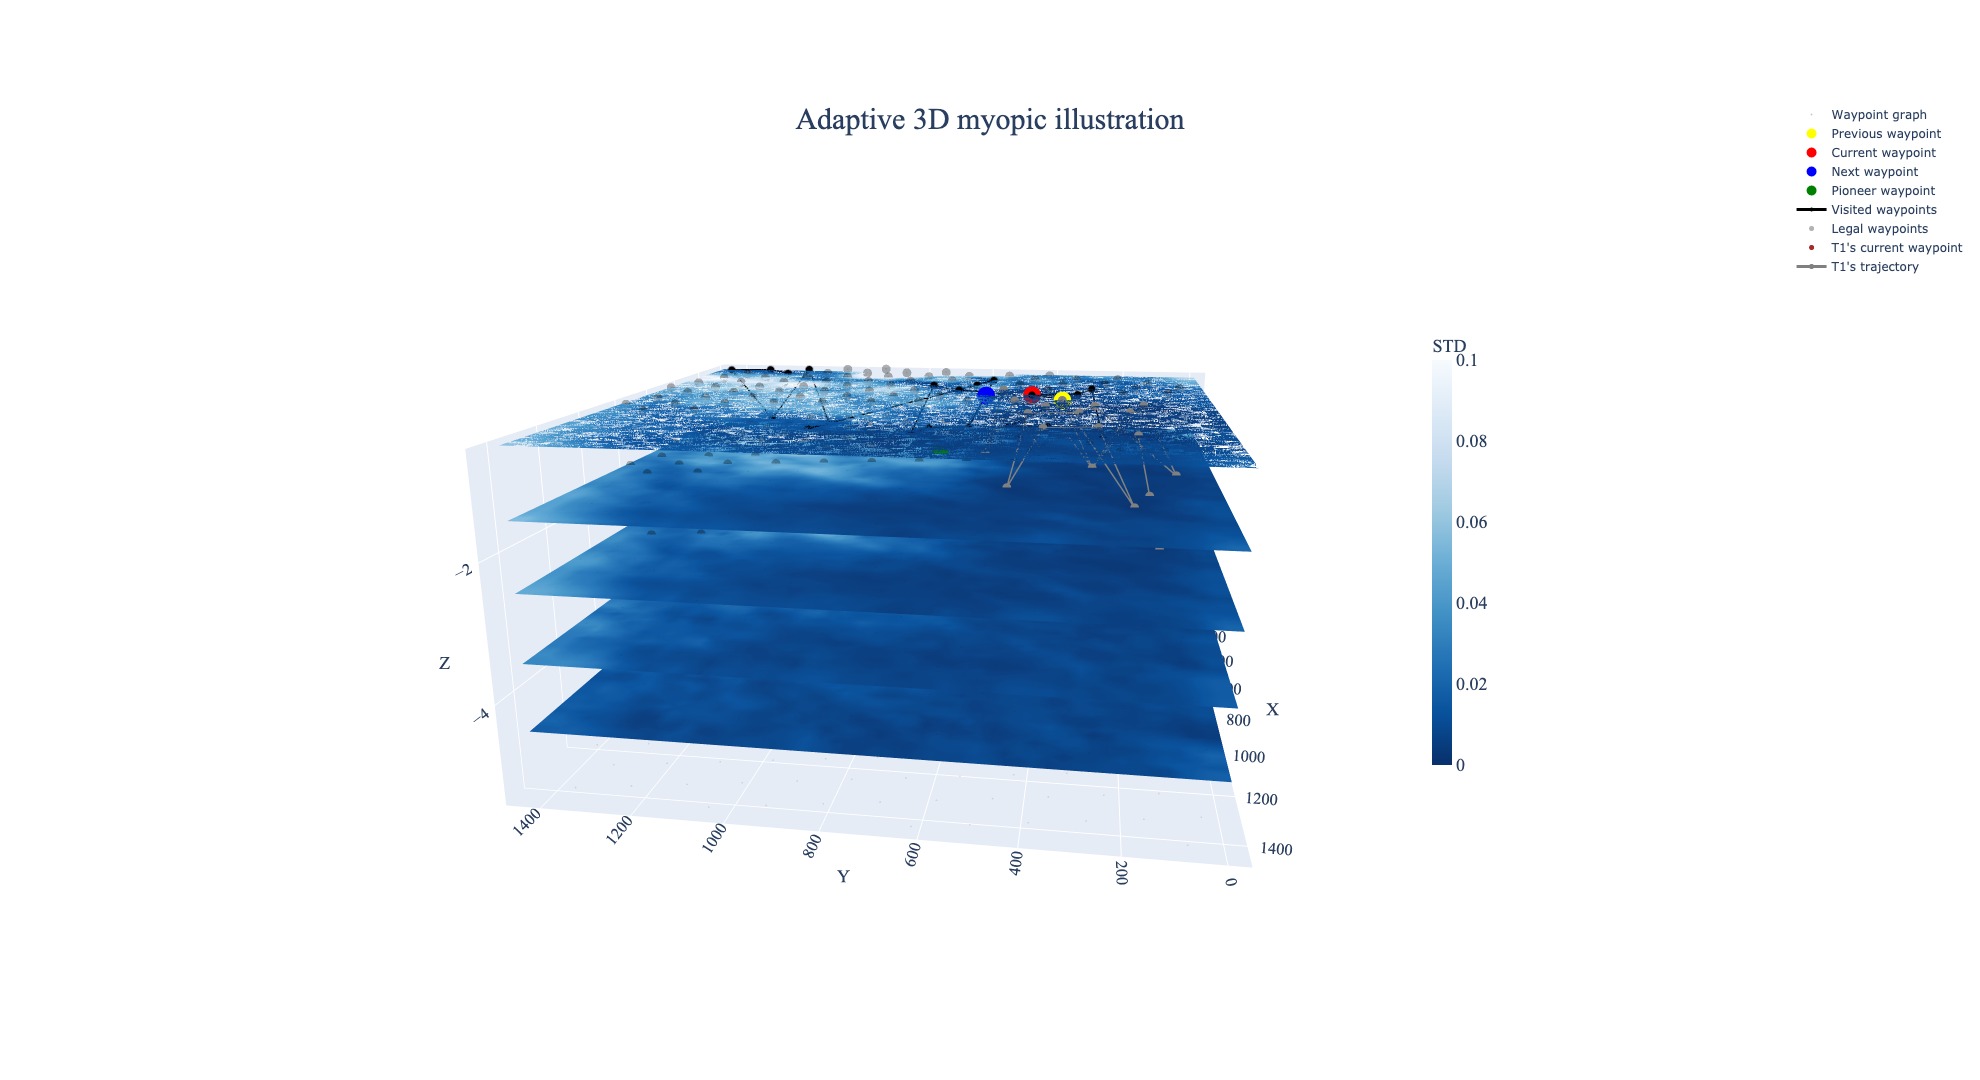 Adaptive 3D myopic illustration
Waypoint graph
Previous waypoint
Current waypoint
Next waypoint
Pioneer waypoint
Visited waypoints
Legal waypoints
T1's current waypoint
T1's trajectory
STD
0.1
0.08
0.06
0.04
0.02
0
−2
−4
Z
1400
1200
1000
800
600
400
200
0
Y
X
800
1000
1200
1400